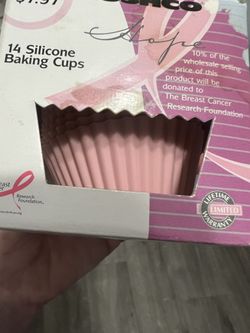 $7.97
Hope
14 Silicone
Baking Cups
10% of the
wholesale selling
price of this
product will be
donated to
The Breast Cancer
Research Foundation
Research
Foundation
LIFETIME
LIMITED
WARRANTY